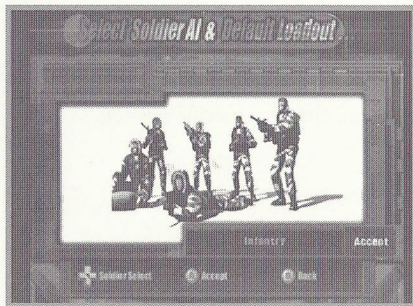 Select Soldier AI & Default Loadout
Infantry Accept
Soldier Select Accept Back